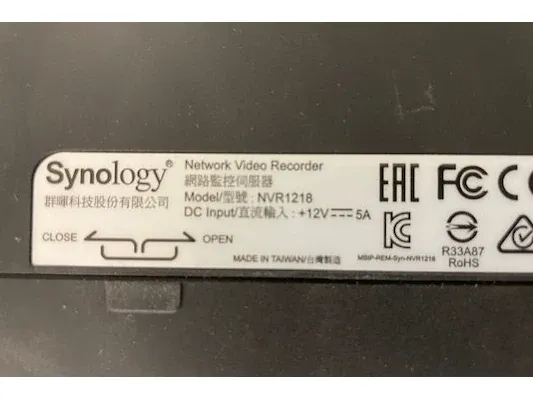 Synology®
群暉科技股份有限公司
Network Video Recorder
網路監控伺服器
Model/型號 : NVR1218
DC Input/直流輸入 : +12V⎓5A
CLOSE
OPEN
MADE IN TAIWAN/台灣製造
EAC FC C
MSIP-REM-Syn-NVR1218
R33A87
RoHS